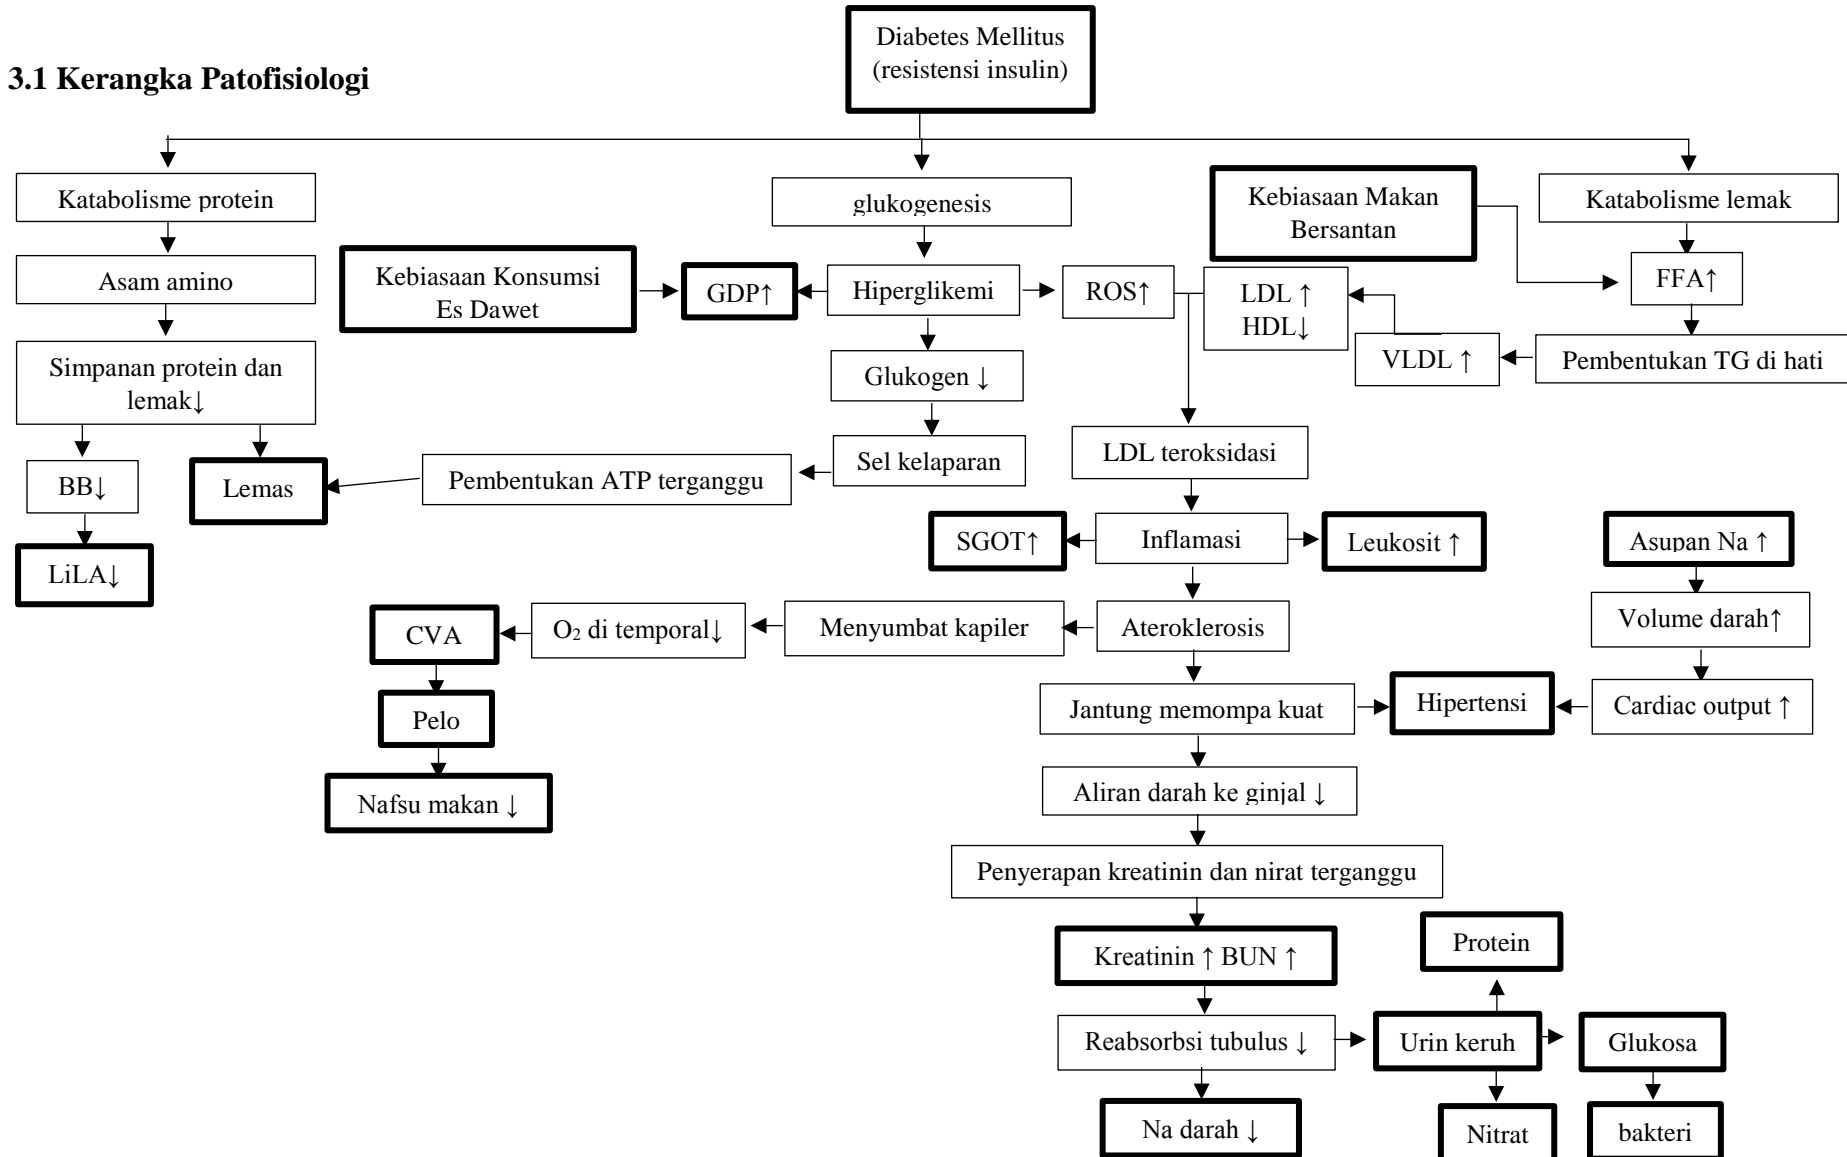 Diabetes Mellitus
(resistensi insulin)
3.1 Kerangka Patofisiologi
Katabolisme protein
glukogenesis
Kebiasaan Makan
Bersantan
Katabolisme lemak
Asam amino
Kebiasaan Konsumsi
Es Dawet
GDP↑
Hiperglikemi
ROS↑
LDL ↑
HDL↓
FFA↑
Simpanan protein dan
lemak↓
Glukogen ↓
VLDL ↑
Pembentukan TG di hati
BB↓
Lemas
Pembentukan ATP terganggu
Sel kelaparan
LDL teroksidasi
LiLA↓
SGOT↑
Inflamasi
Leukosit ↑
Asupan Na ↑
CVA
O₂ di temporal↓
Menyumbat kapiler
Ateroklerosis
Volume darah↑
Pelo
Jantung memompa kuat
Hipertensi
Cardiac output ↑
Nafsu makan ↓
Aliran darah ke ginjal ↓
Penyerapan kreatinin dan nirat terganggu
Kreatinin ↑ BUN ↑
Protein
Reabsorbsi tubulus ↓
Urin keruh
Glukosa
Na darah ↓
Nitrat
bakteri